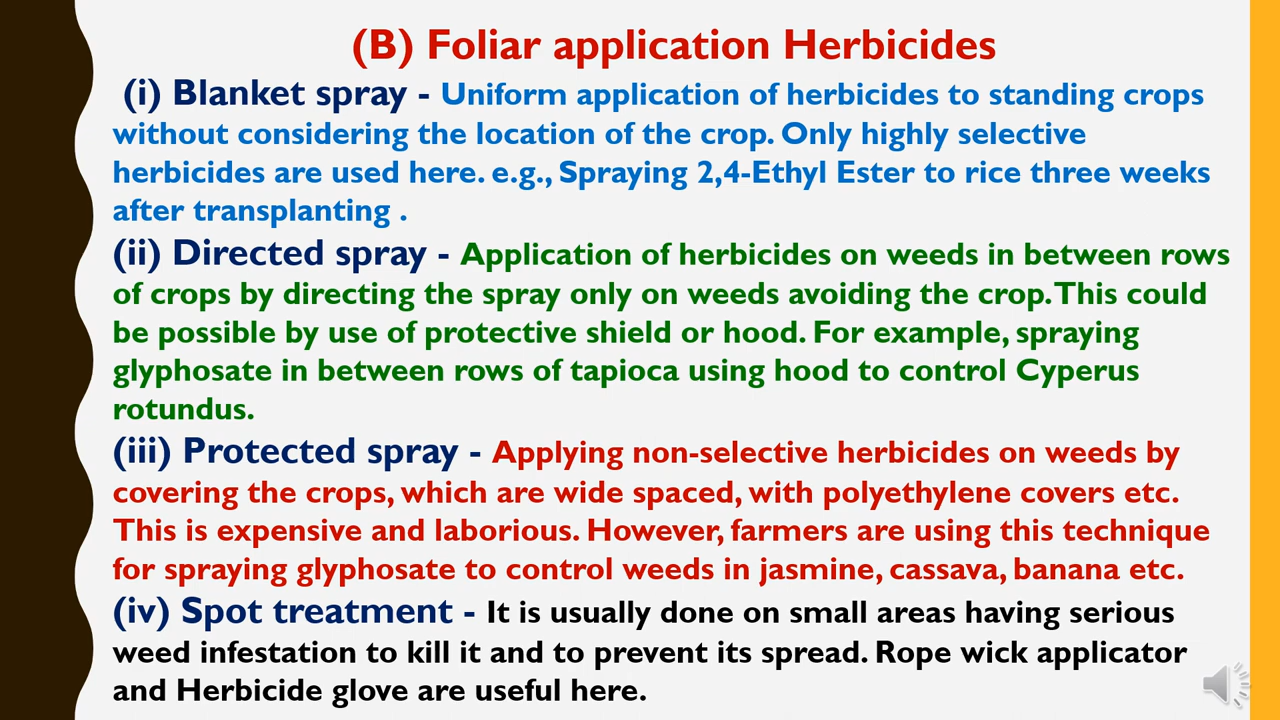 (B) Foliar application Herbicides
(i) Blanket spray - Uniform application of herbicides to standing crops
without considering the location of the crop. Only highly selective
herbicides are used here. e.g., Spraying 2,4-Ethyl Ester to rice three weeks
after transplanting .
(ii) Directed spray - Application of herbicides on weeds in between rows
of crops by directing the spray only on weeds avoiding the crop. This could
be possible by use of protective shield or hood. For example, spraying
glyphosate in between rows of tapioca using hood to control Cyperus
rotundus.
(iii) Protected spray - Applying non-selective herbicides on weeds by
covering the crops, which are wide spaced, with polyethylene covers etc.
This is expensive and laborious. However, farmers are using this technique
for spraying glyphosate to control weeds in jasmine, cassava, banana etc.
(iv) Spot treatment - It is usually done on small areas having serious
weed infestation to kill it and to prevent its spread. Rope wick applicator
and Herbicide glove are useful here.